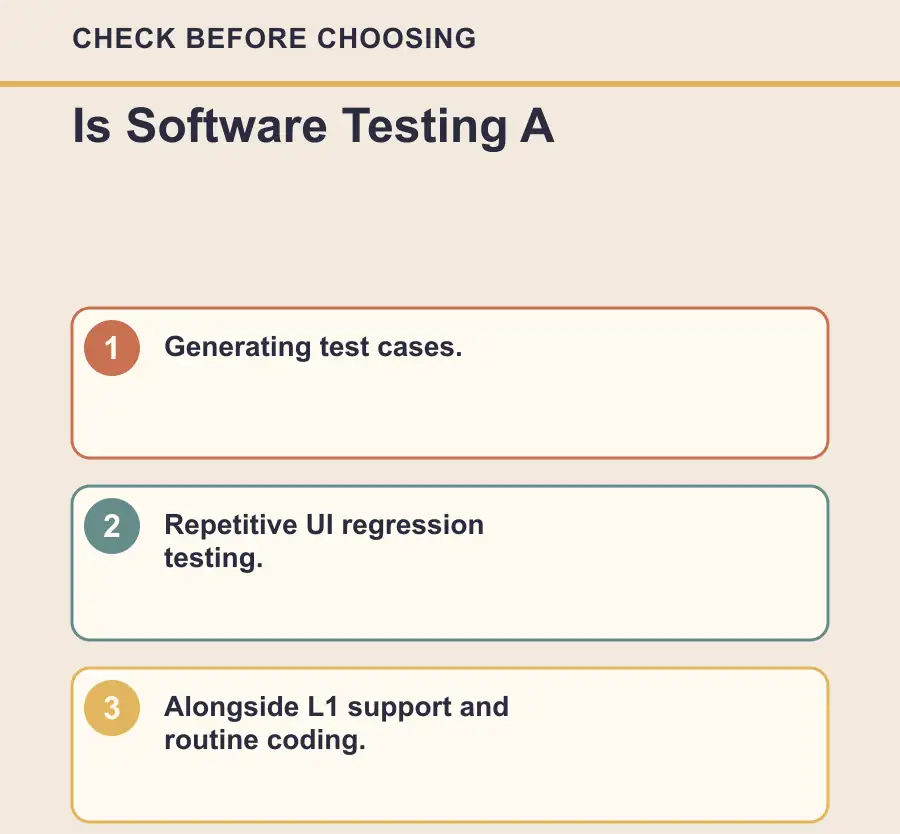 CHECK BEFORE CHOOSING
Is Software Testing A
1 Generating test cases.
2 Repetitive UI regression
testing.
3 Alongside L1 support and
routine coding.